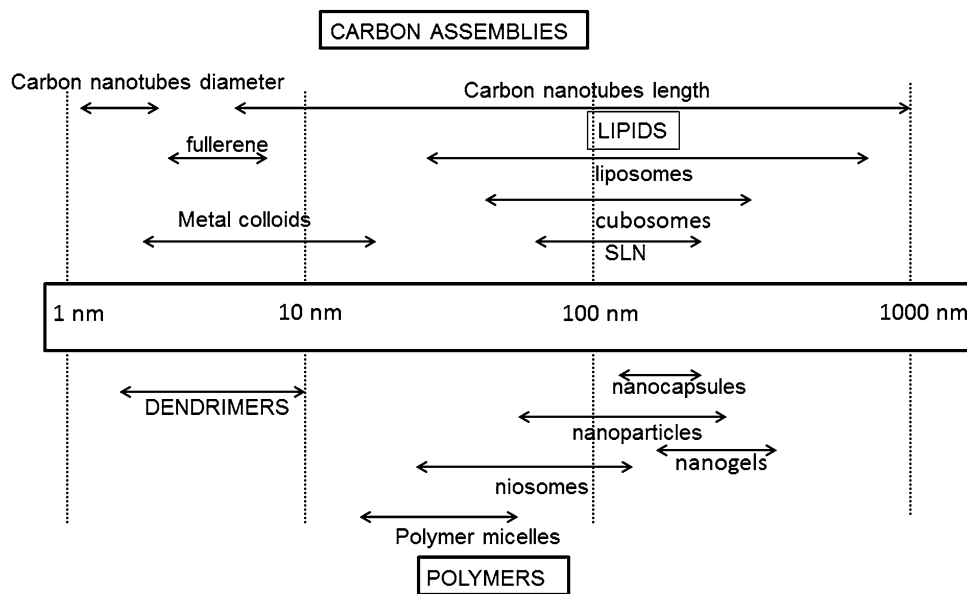 CARBON ASSEMBLIES
Carbon nanotubes diameter
Carbon nanotubes length
LIPIDS
fullerene
liposomes
Metal colloids
cubosomes
SLN
1 nm 10 nm 100 nm 1000 nm
nanocapsules
DENDRIMERS
nanoparticles
nanogels
niosomes
Polymer micelles
POLYMERS